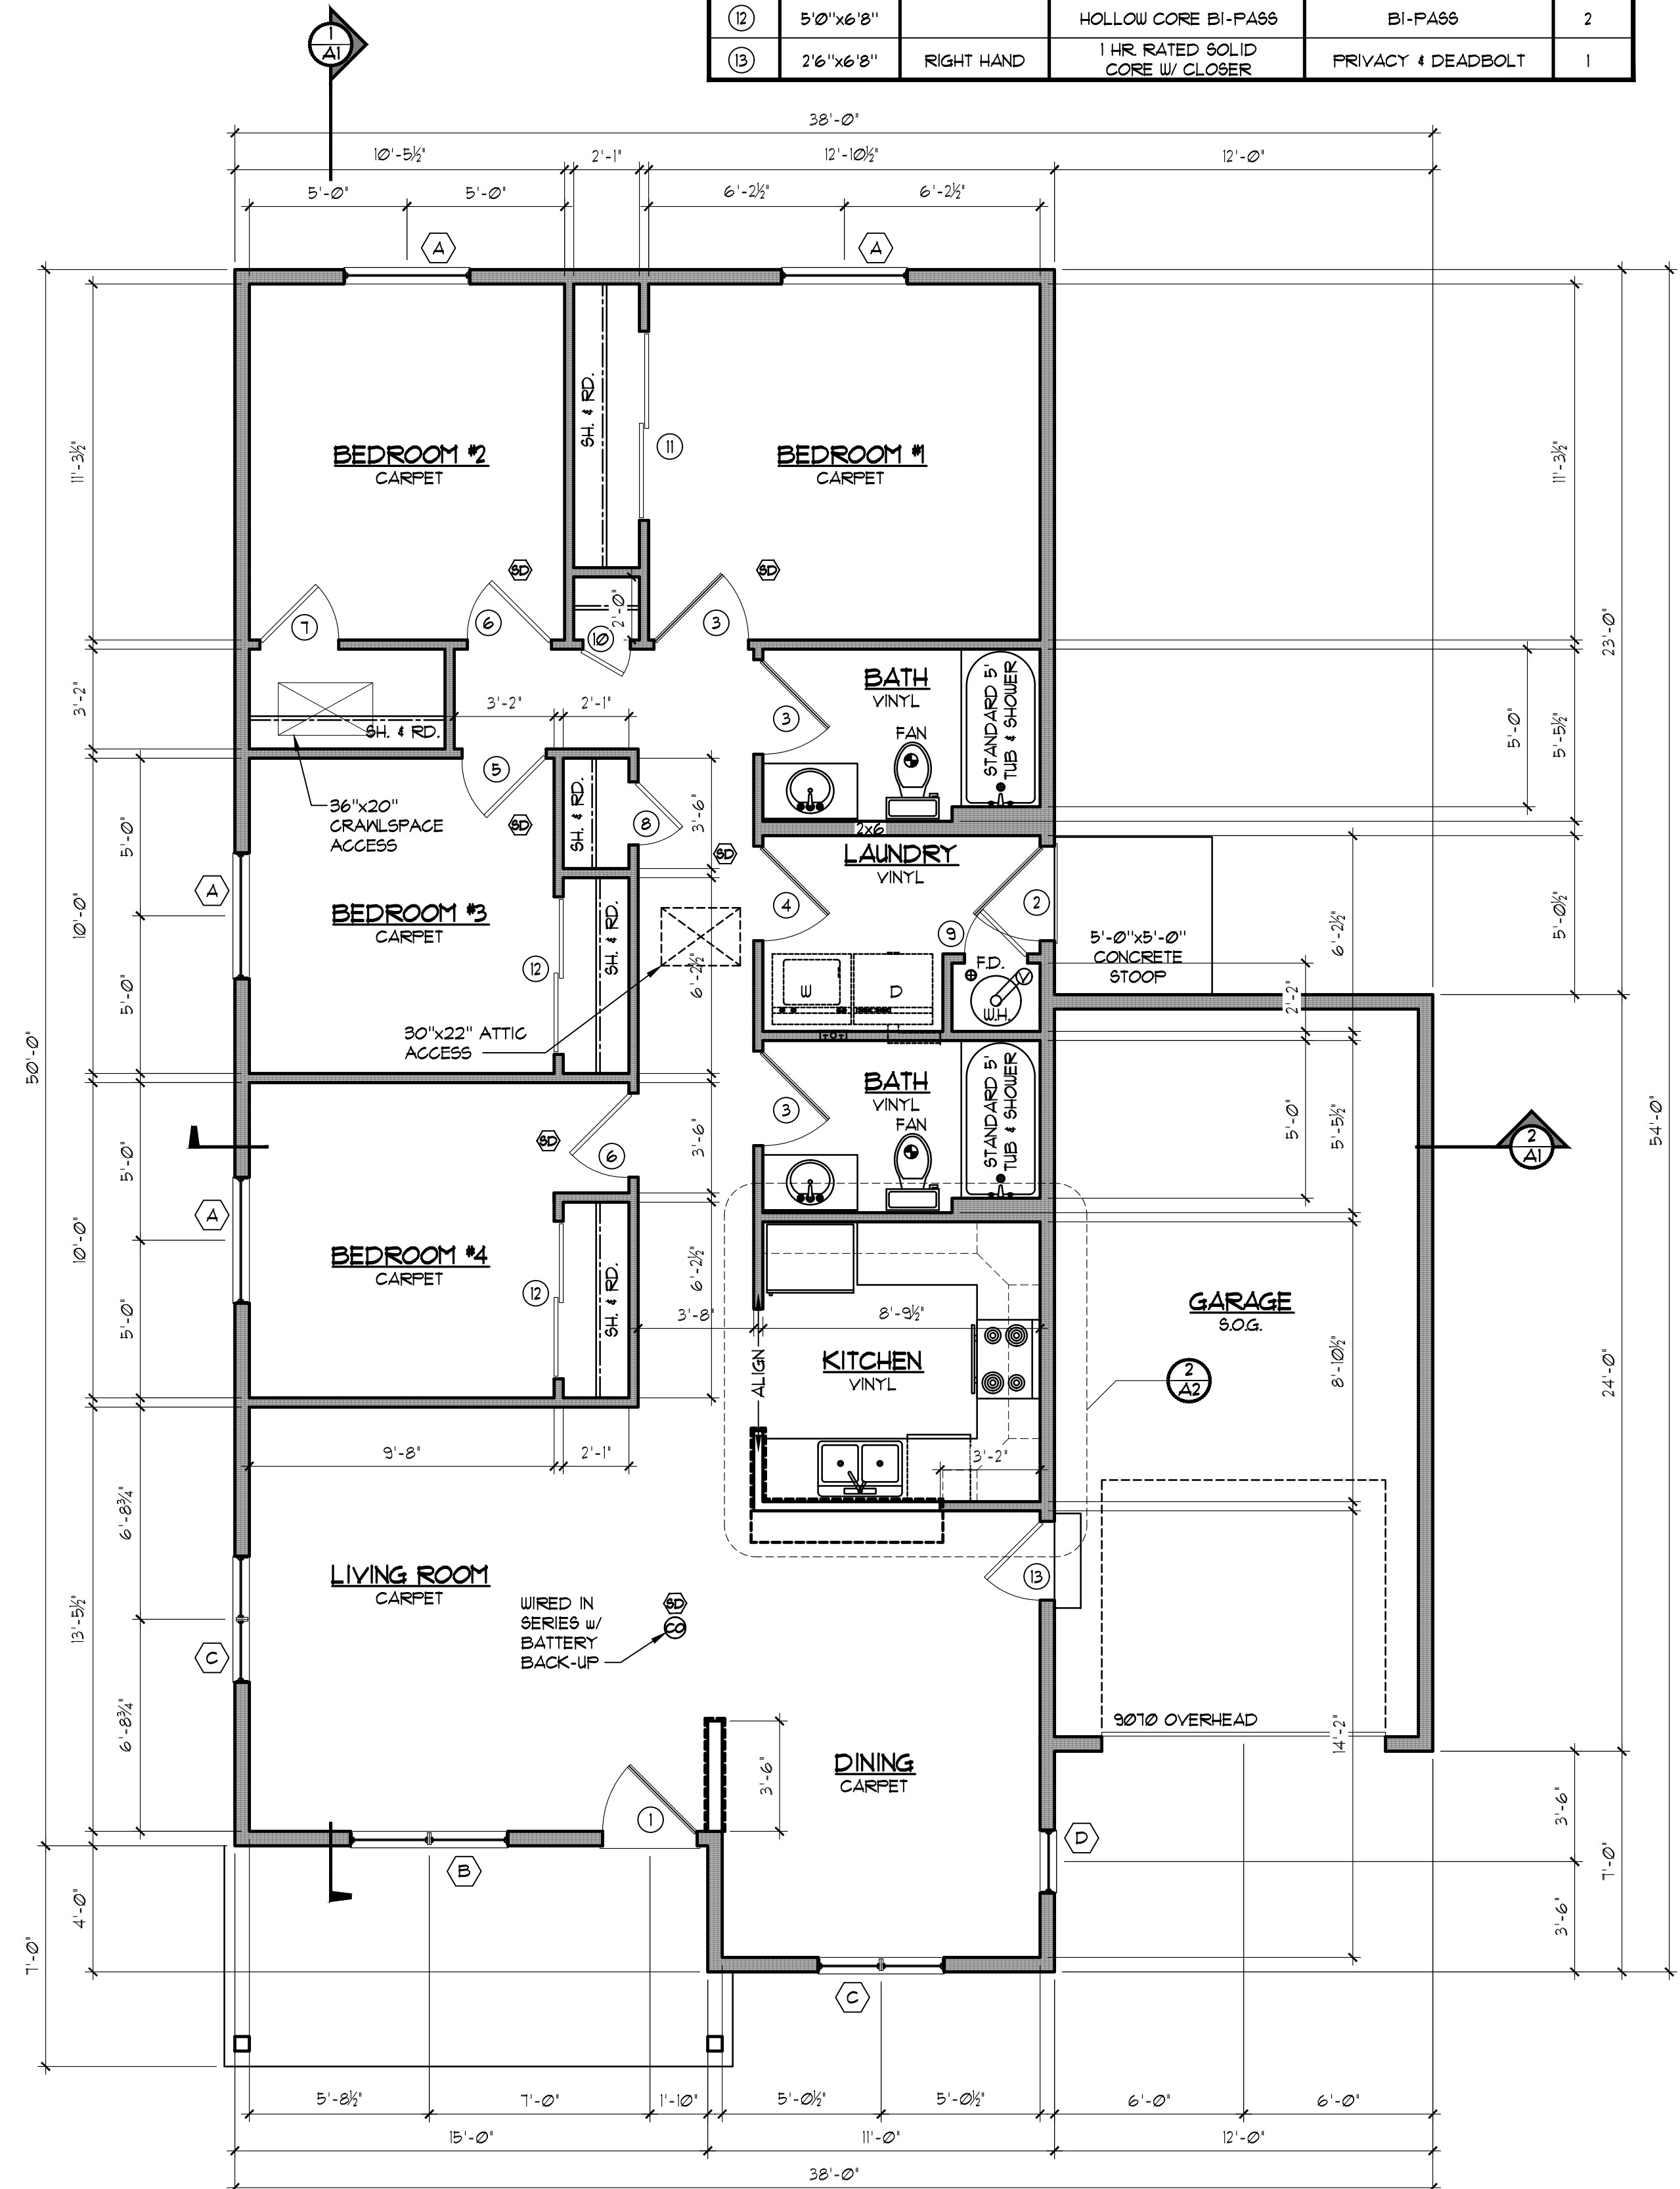 12 5'0"x6'8" HOLLOW CORE BI-PASS BI-PASS 2
13 2'6"x6'8" RIGHT HAND 1 HR. RATED SOLID CORE W/ CLOSER PRIVACY & DEADBOLT 1
1
A1
38'-0"
10'-5½" 2'-1" 12'-10½" 12'-0"
5'-0" 5'-0" 6'-2½" 6'-2½"
A A
11'-3½"
SH. & RD.
11
BEDROOM #2
CARPET
BEDROOM #1
CARPET
11'-3½"
SD SD
7 6 10 2'-0" 3
23'-0"
3'-2"
SH. & RD.
3'-2" 2'-1"
3
BATH
VINYL
FAN
STANDARD 5'
TUB & SHOWER
5'-0" 5'-5½"
36"x20"
CRAWLSPACE
ACCESS
5
SD
SH. & RD.
8
3'-6"
SD
2x6
LAUNDRY
VINYL
5'-0"
A
10'-0"
BEDROOM #3
CARPET
12
SH. & RD.
4
9
2
5'-0"x5'-0"
CONCRETE
STOOP
6'-2½"
5'-0½"
5'-0"
6'-2½"
W D
F.D.
W.H.
2'-2"
30"x22" ATTIC
ACCESS
50'-0"
BATH
VINYL
FAN
3
STANDARD 5'
TUB & SHOWER
5'-0" 5'-5½"
2
A1
54'-0"
5'-0"
SD
6
3'-6"
A
10'-0"
BEDROOM #4
CARPET
12
SH. & RD.
6'-2½"
5'-0"
3'-8" 8'-9½"
ALIGN
KITCHEN
VINYL
GARAGE
S.O.G.
2
A2
8'-10½"
24'-0"
9'-8" 2'-1"
3'-2"
6'-8¾"
13'-5½"
LIVING ROOM
CARPET
WIRED IN
SERIES w/
BATTERY
BACK-UP
SD
CO
13
C
6'-8¾"
9070 OVERHEAD
14'-2"
3'-6"
DINING
CARPET
1
B
D
3'-6"
7'-0"
3'-6"
4'-0"
7'-0"
C
5'-8½" 7'-0" 1'-10" 5'-0½" 5'-0½" 6'-0" 6'-0"
15'-0" 11'-0" 12'-0"
38'-0"